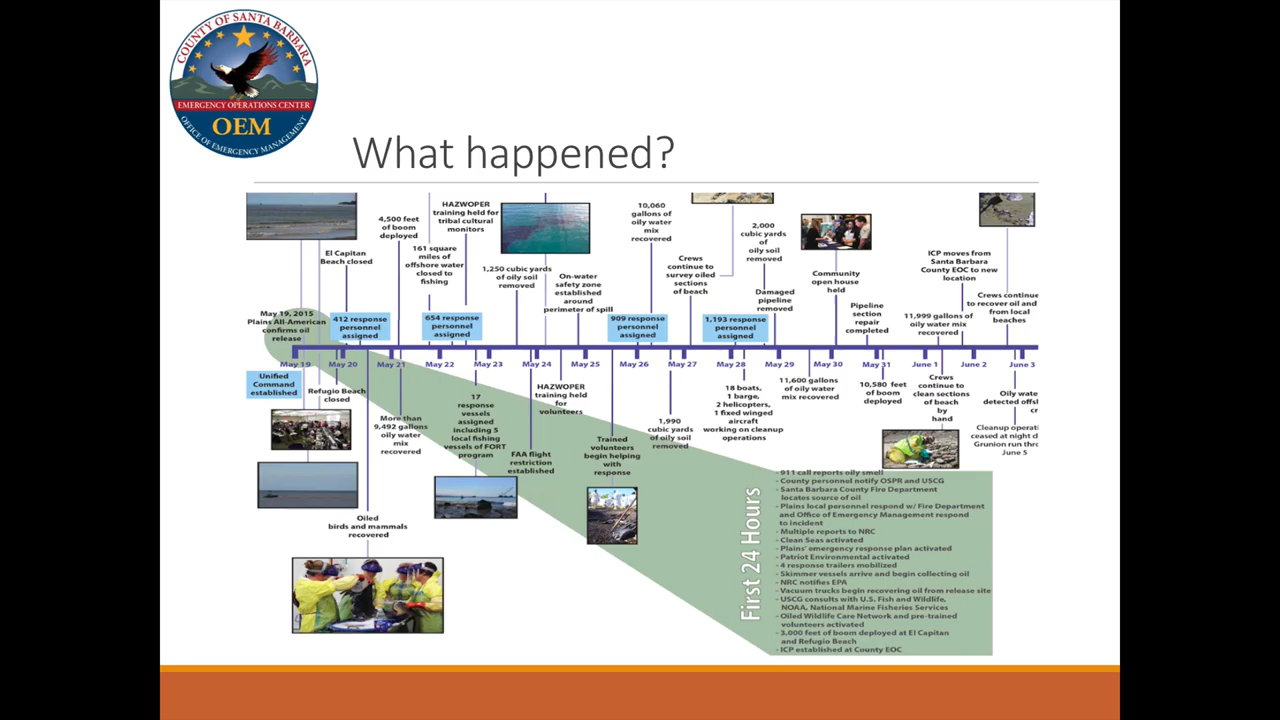 COUNTY OF SANTA BARBARA
EMERGENCY OPERATIONS CENTER
OEM
OFFICE OF EMERGENCY MANAGEMENT
What happened?
May 19, 2015
Plains All-American
confirms oil
release
El Capitan
Beach closed
412 response
personnel
assigned
4,500 feet
of boom
deployed
161 square
miles of
offshore water
closed to
fishing
HAZWOPER
training held for
tribal cultural
monitors
654 response
personnel
assigned
1,250 cubic yards
of oily soil
removed
On-water
safety zone
established
around
perimeter of spill
10,060
gallons of
oily water
mix
recovered
909 response
personnel
assigned
Crews
continue to
survey oiled
sections
of beach
1,193 response
personnel
assigned
2,000
cubic yards
of
oily soil
removed
Damaged
pipeline
removed
Community
open house
held
Pipeline
section
repair
completed
ICP moves from
Santa Barbara
County EOC to new
location
11,999 gallons of
oily water mix
recovered
Crews continue
to recover oil and
from local
beaches
May 19
May 20
May 21
May 22
May 23
May 24
May 25
May 26
May 27
May 28
May 29
May 30
May 31
June 1
June 2
June 3
Unified
Command
established
Refugio Beach
closed
Oiled
birds and mammals
recovered
More than
9,492 gallons
oily water
mix
recovered
17
response
vessels
assigned
including 5
local fishing
vessels of FORT
program
FAA flight
restriction
established
HAZWOPER
training held
for
volunteers
Trained
volunteers
begin helping
with
response
1,990
cubic yards
of oily soil
removed
18 boats,
1 barge,
2 helicopters,
1 fixed winged
aircraft
working on cleanup
operations
11,600 gallons
of oily water mix
recovered
10,580 feet
of boom
deployed
Crews
continue to
clean sections
of beach
by
hand
Oily wate
detected offsl
cr
Cleanup operati
ceased at night d
Grunion run thr
June 5
First 24 Hours
- 911 call reports oily smell
- County personnel notify OSPR and USCG
- Santa Barbara County Fire Department
locates source of oil
- Plains local personnel respond w/ Fire Department
and Office of Emergency Management respond
to incident
- Multiple reports to NRC
- Clean Seas activated
- Plains' emergency response plan activated
- Patriot Environmental activated
- 4 response trailers mobilized
- Skimmer vessels arrive and begin collecting oil
- NRC notifies EPA
- Vacuum trucks begin recovering oil from release site
- USCG consults with U.S. Fish and Wildlife,
NOAA, National Marine Fisheries Services
- Oiled Wildlife Care Network and pre-trained
volunteers activated
- 3,000 feet of boom deployed at El Capitan
and Refugio Beach
- ICP established at County EOC